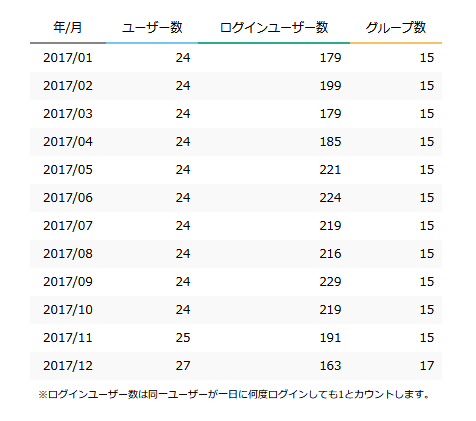 年/月 ユーザー数 ログインユーザー数 グループ数
2017/01 24 179 15
2017/02 24 199 15
2017/03 24 179 15
2017/04 24 185 15
2017/05 24 221 15
2017/06 24 224 15
2017/07 24 219 15
2017/08 24 216 15
2017/09 24 229 15
2017/10 24 219 15
2017/11 25 191 15
2017/12 27 163 17
※ログインユーザー数は同一ユーザーが一日に何度ログインしても1とカウントします。